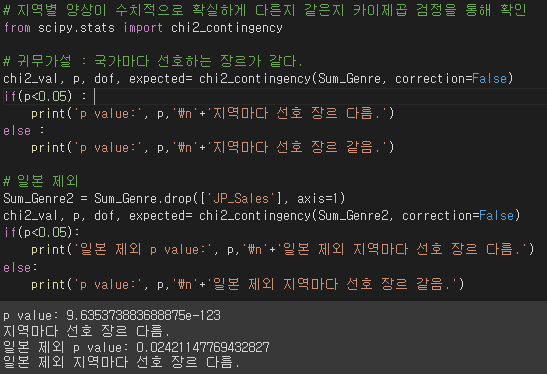 # 지역별 양상이 수치적으로 확실하게 다른지 같은지 카이제곱 검정을 통해 확인
from scipy.stats import chi2_contingency
# 귀무가설 : 국가마다 선호하는 장르가 같다.
chi2_val, p, dof, expected= chi2_contingency(Sum_Genre, correction=False)
if(p<0.05) :
print('p value:', p,'₩n'+'지역마다 선호 장르 다름.')
else :
print('p value:', p,'₩n'+'지역마다 선호 장르 같음.')
# 일본 제외
Sum_Genre2 = Sum_Genre.drop(['JP_Sales'], axis=1)
chi2_val, p, dof, expected= chi2_contingency(Sum_Genre2, correction=False)
if(p<0.05):
print('일본 제외 p value:', p,'₩n'+'일본 제외 지역마다 선호 장르 다름.')
else:
print('p value:', p,'₩n'+'일본 제외 지역마다 선호 장르 같음.')
p value: 9.635373883688875e-123
지역마다 선호 장르 다름.
일본 제외 p value: 0.02421147769432827
일본 제외 지역마다 선호 장르 다름.